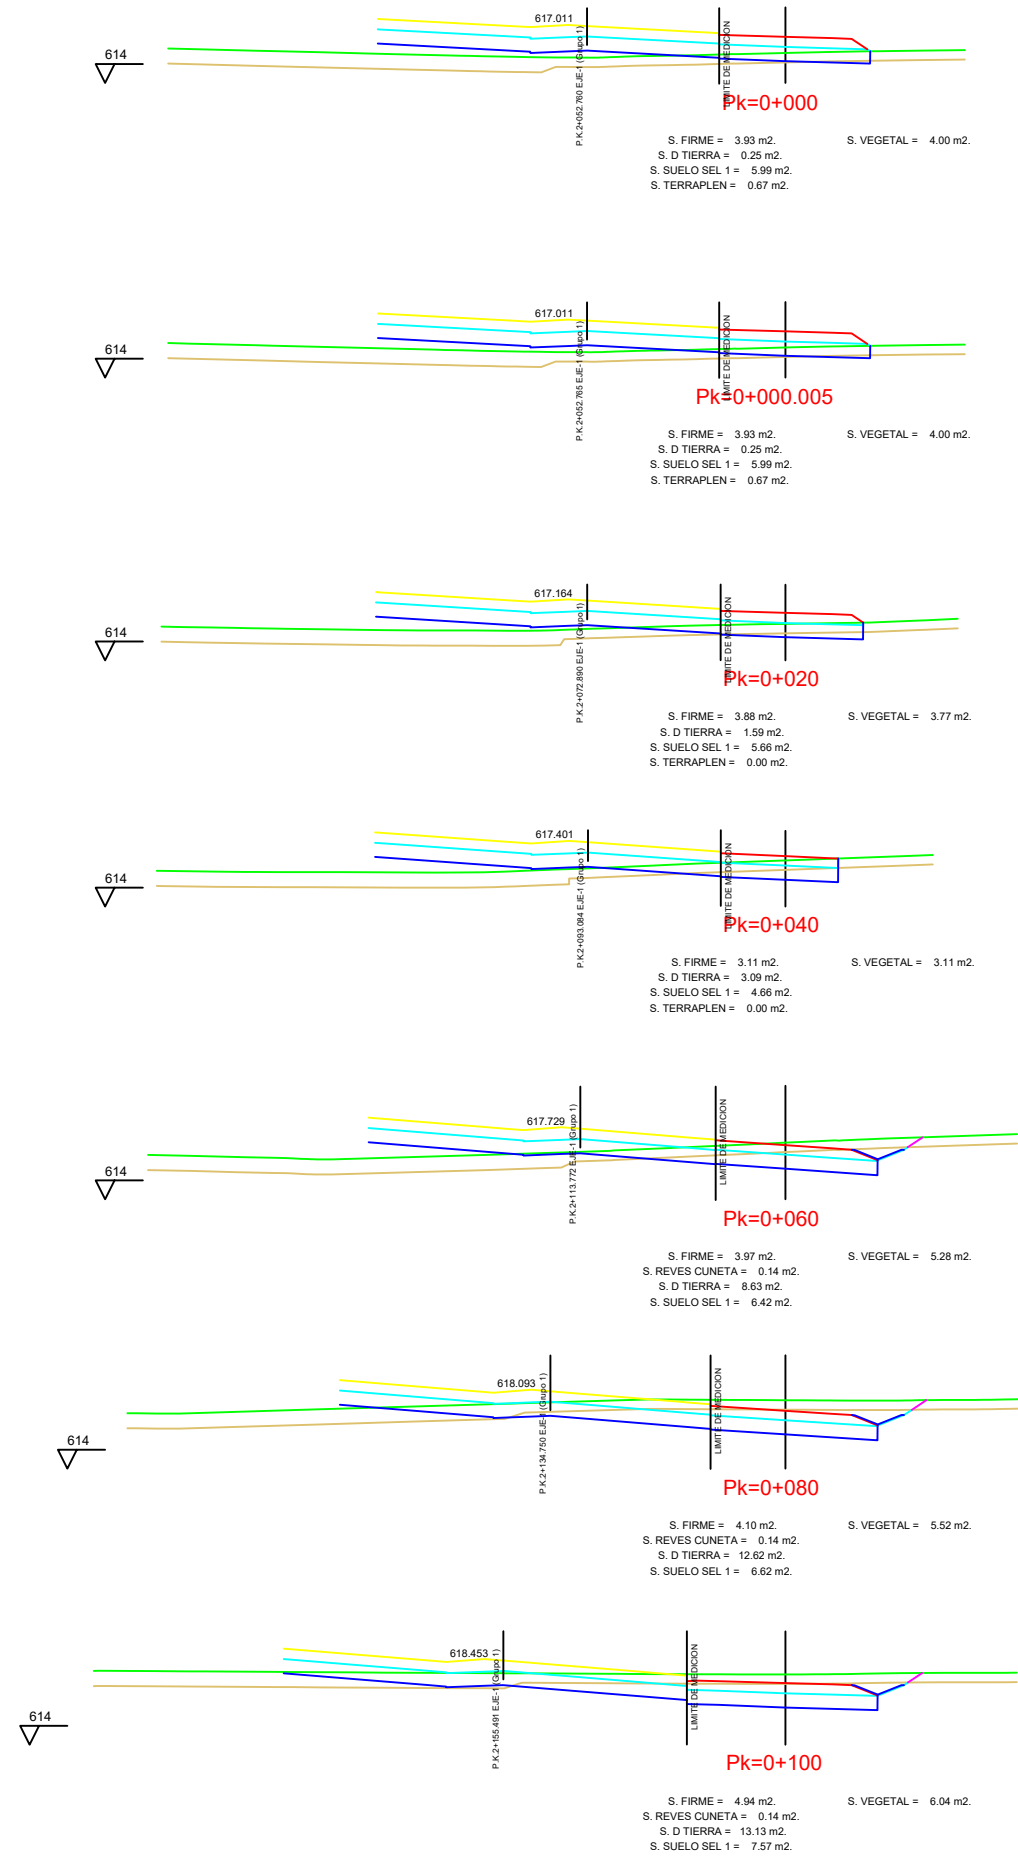 617.011
614
P.K.2+052.760 EJE-1 (Grupo 1)
LIMITE DE MEDICION
Pk=0+000
S. FIRME = 3.93 m2. S. VEGETAL = 4.00 m2.
S. D TIERRA = 0.25 m2.
S. SUELO SEL 1 = 5.99 m2.
S. TERRAPLEN = 0.67 m2.
617.011
614
P.K.2+052.765 EJE-1 (Grupo 1)
LIMITE DE MEDICION
Pk=0+000.005
S. FIRME = 3.93 m2. S. VEGETAL = 4.00 m2.
S. D TIERRA = 0.25 m2.
S. SUELO SEL 1 = 5.99 m2.
S. TERRAPLEN = 0.67 m2.
617.164
614
P.K.2+072.890 EJE-1 (Grupo 1)
LIMITE DE MEDICION
Pk=0+020
S. FIRME = 3.88 m2. S. VEGETAL = 3.77 m2.
S. D TIERRA = 1.59 m2.
S. SUELO SEL 1 = 5.66 m2.
S. TERRAPLEN = 0.00 m2.
617.401
614
P.K.2+093.084 EJE-1 (Grupo 1)
LIMITE DE MEDICION
Pk=0+040
S. FIRME = 3.11 m2. S. VEGETAL = 3.11 m2.
S. D TIERRA = 3.09 m2.
S. SUELO SEL 1 = 4.66 m2.
S. TERRAPLEN = 0.00 m2.
617.729
614
P.K.2+113.772 EJE-1 (Grupo 1)
LIMITE DE MEDICION
Pk=0+060
S. FIRME = 3.97 m2. S. VEGETAL = 5.28 m2.
S. REVES CUNETA = 0.14 m2.
S. D TIERRA = 8.63 m2.
S. SUELO SEL 1 = 6.42 m2.
618.093
614
P.K.2+134.750 EJE-1 (Grupo 1)
LIMITE DE MEDICION
Pk=0+080
S. FIRME = 4.10 m2. S. VEGETAL = 5.52 m2.
S. REVES CUNETA = 0.14 m2.
S. D TIERRA = 12.62 m2.
S. SUELO SEL 1 = 6.62 m2.
618.453
614
P.K.2+155.491 EJE-1 (Grupo 1)
LIMITE DE MEDICION
Pk=0+100
S. FIRME = 4.94 m2. S. VEGETAL = 6.04 m2.
S. REVES CUNETA = 0.14 m2.
S. D TIERRA = 13.13 m2.
S. SUELO SEL 1 = 7.57 m2.